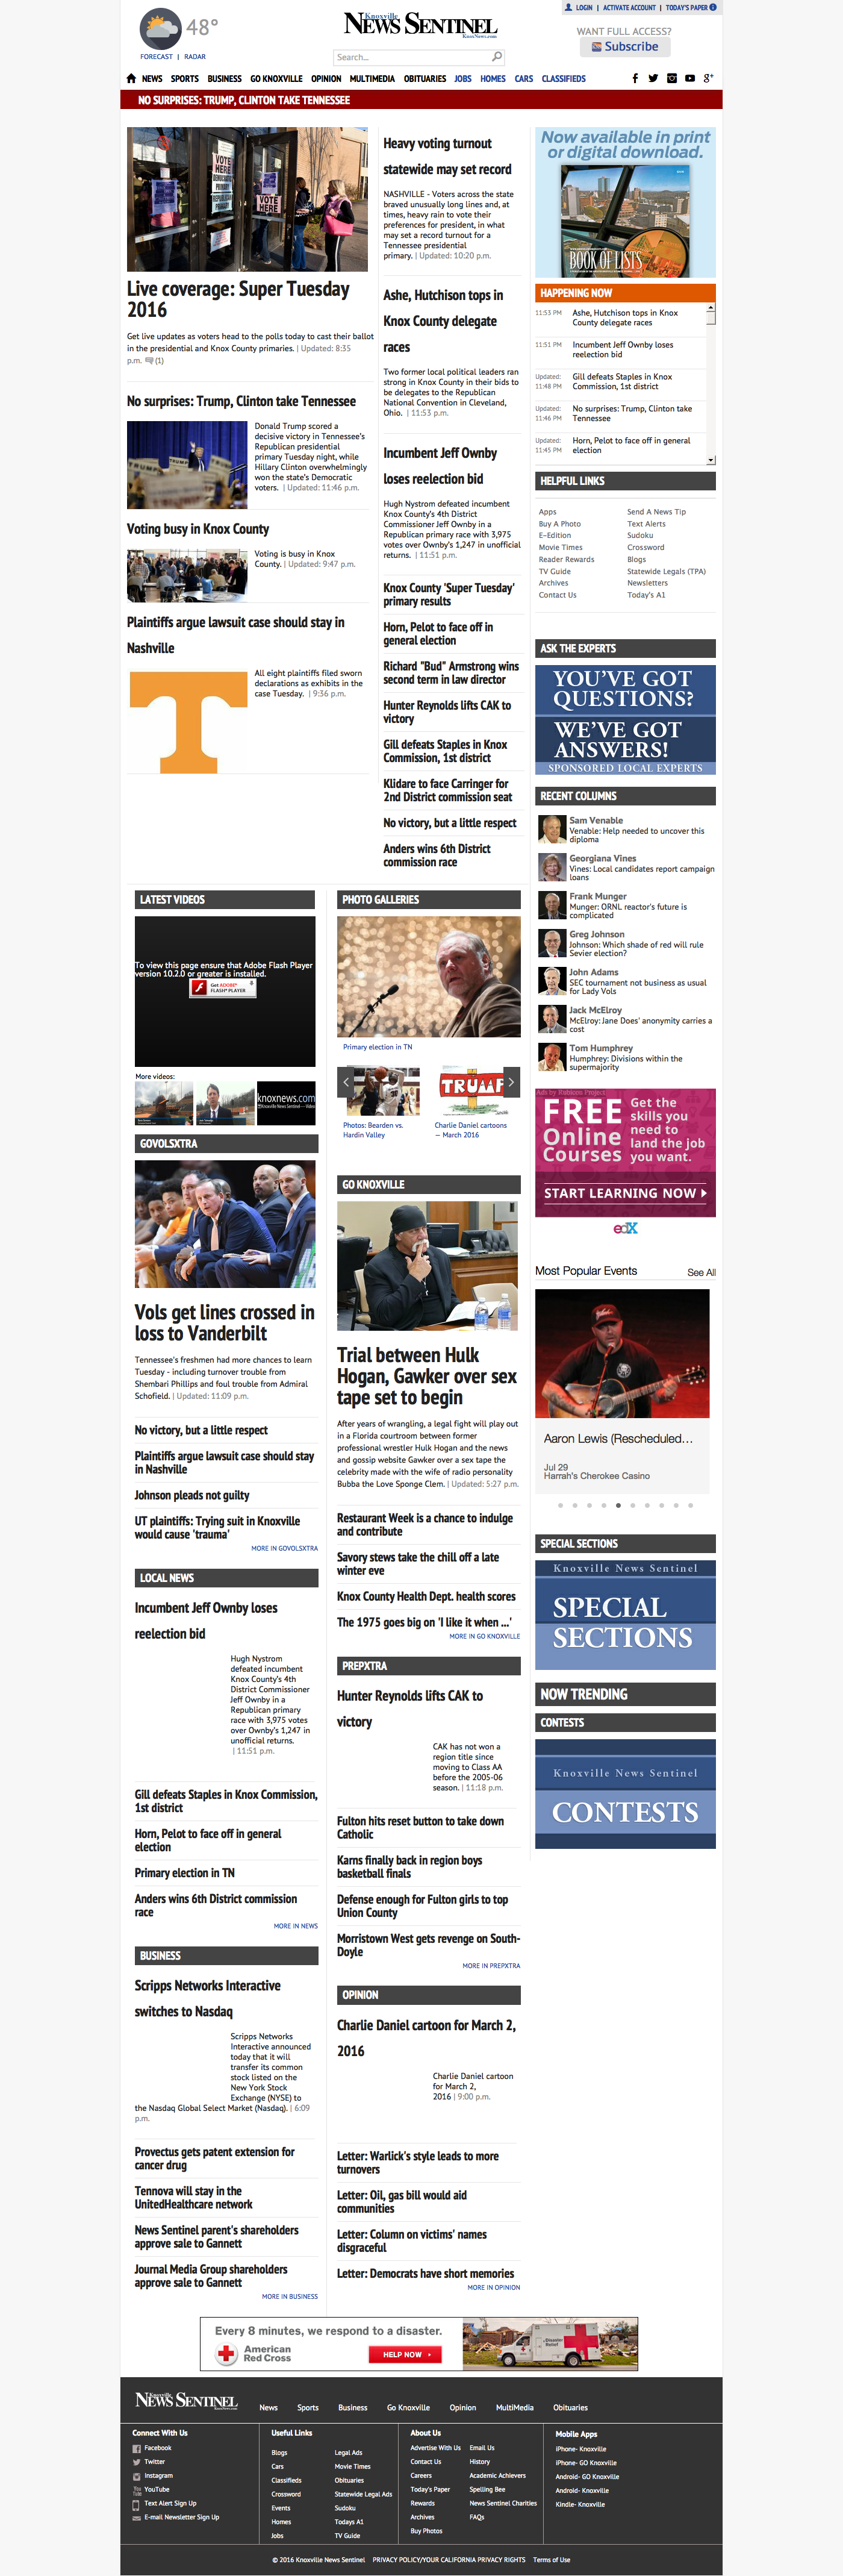 48°
FORECAST | RADAR
Knoxville
NEWS SENTINEL
KnoxNews.com
LOGIN | ACTIVATE ACCOUNT | TODAY'S PAPER
WANT FULL ACCESS?
Subscribe
Search...
NEWS SPORTS BUSINESS GO KNOXVILLE OPINION MULTIMEDIA OBITUARIES JOBS HOMES CARS CLASSIFIEDS
NO SURPRISES: TRUMP, CLINTON TAKE TENNESSEE
VOTE HERE
VOTE HERE
Live coverage: Super Tuesday
2016
Get live updates as voters head to the polls today to cast their ballot
in the presidential and Knox County primaries. | Updated: 8:35
p.m. (1)
No surprises: Trump, Clinton take Tennessee
Donald Trump scored a
decisive victory in Tennessee's
Republican presidential
primary Tuesday night, while
Hillary Clinton overwhelmingly
won the state's Democratic
voters. | Updated: 11:46 p.m.
Voting busy in Knox County
Voting is busy in Knox
County. | Updated: 9:47 p.m.
Plaintiffs argue lawsuit case should stay in
Nashville
All eight plaintiffs filed sworn
declarations as exhibits in the
case Tuesday. | 9:36 p.m.
Heavy voting turnout
statewide may set record
NASHVILLE - Voters across the state
braved unusually long lines and, at
times, heavy rain to vote their
preferences for president, in what
may set a record turnout for a
Tennessee presidential
primary. | Updated: 10:20 p.m.
Ashe, Hutchison tops in
Knox County delegate
races
Two former local political leaders ran
strong in Knox County in their bids to
be delegates to the Republican
National Convention in Cleveland,
Ohio. | 11:53 p.m.
Incumbent Jeff Ownby
loses reelection bid
Hugh Nystrom defeated incumbent
Knox County's 4th District
Commissioner Jeff Ownby in a
Republican primary race with 3,975
votes over Ownby's 1,247 in unofficial
returns. | 11:51 p.m.
Knox County 'Super Tuesday'
primary results
Horn, Pelot to face off in
general election
Richard "Bud" Armstrong wins
second term in law director
Hunter Reynolds lifts CAK to
victory
Gill defeats Staples in Knox
Commission, 1st district
Klidare to face Carringer for
2nd District commission seat
No victory, but a little respect
Anders wins 6th District
commission race
Now available in print
or digital download.
BOOK OF LISTS
HAPPENING NOW
11:53 PM Ashe, Hutchison tops in Knox
County delegate races
11:51 PM Incumbent Jeff Ownby loses
reelection bid
Updated: 11:48 PM Gill defeats Staples in Knox
Commission, 1st district
Updated: 11:46 PM No surprises: Trump, Clinton take
Tennessee
Updated: 11:45 PM Horn, Pelot to face off in general
election
HELPFUL LINKS
Apps Send A News Tip
Buy A Photo Text Alerts
E-Edition Sudoku
Movie Times Crossword
Reader Rewards Blogs
TV Guide Statewide Legals (TPA)
Archives Newsletters
Contact Us Today's A1
ASK THE EXPERTS
YOU'VE GOT
QUESTIONS?
WE'VE GOT
ANSWERS!
SPONSORED LOCAL EXPERTS
RECENT COLUMNS
Sam Venable
Venable: Help needed to uncover this
diploma
Georgiana Vines
Vines: Local candidates report campaign
loans
Frank Munger
Munger: ORNL reactor's future is
complicated
Greg Johnson
Johnson: Which shade of red will rule
Sevier election?
John Adams
SEC tournament not business as usual
for Lady Vols
Jack McElroy
McElroy: Jane Does' anonymity carries a
cost
Tom Humphrey
Humphrey: Divisions within the
supermajority
Ads by Rubicon Project
FREE
Online
Courses
Get the
skills you
need to
land the job
you want.
START LEARNING NOW
edX
Most Popular Events See All
Aaron Lewis (Rescheduled...
Jul 29
Harrah's Cherokee Casino
SPECIAL SECTIONS
Knoxville News Sentinel
SPECIAL
SECTIONS
NOW TRENDING
CONTESTS
Knoxville News Sentinel
CONTESTS
LATEST VIDEOS
To view this page ensure that Adobe Flash Player
version 10.2.0 or greater is installed.
Get ADOBE®
FLASH® PLAYER
More videos:
knoxnews.com
GOVOLSXTRA
Vols get lines crossed in
loss to Vanderbilt
Tennessee's freshmen had more chances to learn
Tuesday - including turnover trouble from
Shembari Phillips and foul trouble from Admiral
Schofield. | Updated: 11:09 p.m.
No victory, but a little respect
Plaintiffs argue lawsuit case should stay
in Nashville
Johnson pleads not guilty
UT plaintiffs: Trying suit in Knoxville
would cause 'trauma'
MORE IN GOVOLSXTRA
LOCAL NEWS
Incumbent Jeff Ownby loses
reelection bid
Hugh Nystrom
defeated incumbent
Knox County's 4th
District Commissioner
Jeff Ownby in a
Republican primary
race with 3,975 votes
over Ownby's 1,247 in
unofficial returns.
| 11:51 p.m.
Gill defeats Staples in Knox Commission,
1st district
Horn, Pelot to face off in general
election
Primary election in TN
Anders wins 6th District commission
race
MORE IN NEWS
BUSINESS
Scripps Networks Interactive
switches to Nasdaq
Scripps Networks
Interactive announced
today that it will
transfer its common
stock listed on the
New York Stock
Exchange (NYSE) to
the Nasdaq Global Select Market (Nasdaq). | 6:09
p.m.
Provectus gets patent extension for
cancer drug
Tennova will stay in the
UnitedHealthcare network
News Sentinel parent's shareholders
approve sale to Gannett
Journal Media Group shareholders
approve sale to Gannett
MORE IN BUSINESS
PHOTO GALLERIES
Primary election in TN
TRUMP
Photos: Bearden vs.
Hardin Valley
Charlie Daniel cartoons
— March 2016
GO KNOXVILLE
Trial between Hulk
Hogan, Gawker over sex
tape set to begin
After years of wrangling, a legal fight will play out
in a Florida courtroom between former
professional wrestler Hulk Hogan and the news
and gossip website Gawker over a sex tape the
celebrity made with the wife of radio personality
Bubba the Love Sponge Clem. | Updated: 5:27 p.m.
Restaurant Week is a chance to indulge
and contribute
Savory stews take the chill off a late
winter eve
Knox County Health Dept. health scores
The 1975 goes big on 'I like it when ...'
MORE IN GO KNOXVILLE
PREPXTRA
Hunter Reynolds lifts CAK to
victory
CAK has not won a
region title since
moving to Class AA
before the 2005-06
season. | 11:18 p.m.
Fulton hits reset button to take down
Catholic
Karns finally back in region boys
basketball finals
Defense enough for Fulton girls to top
Union County
Morristown West gets revenge on South-
Doyle
MORE IN PREPXTRA
OPINION
Charlie Daniel cartoon for March 2,
2016
Charlie Daniel cartoon
for March 2,
2016 | 9:00 p.m.
Letter: Warlick's style leads to more
turnovers
Letter: Oil, gas bill would aid
communities
Letter: Column on victims' names
disgraceful
Letter: Democrats have short memories
MORE IN OPINION
Every 8 minutes, we respond to a disaster.
American
Red Cross
HELP NOW
Disaster Relief
Knoxville
NEWS SENTINEL
KnoxNews.com
News Sports Business Go Knoxville Opinion MultiMedia Obituaries
Connect With Us
Facebook
Twitter
Instagram
YouTube
Text Alert Sign Up
E-mail Newsletter Sign Up
Useful Links
Blogs Legal Ads
Cars Movie Times
Classifieds Obituaries
Crossword Statewide Legal Ads
Events Sudoku
Homes Todays A1
Jobs TV Guide
About Us
Advertise With Us Email Us
Contact Us History
Careers Academic Achievers
Today's Paper Spelling Bee
Rewards News Sentinel Charities
Archives FAQs
Buy Photos
Mobile Apps
iPhone- Knoxville
iPhone- GO Knoxville
Android- GO Knoxville
Android- Knoxville
Kindle- Knoxville
© 2016 Knoxville News Sentinel PRIVACY POLICY/YOUR CALIFORNIA PRIVACY RIGHTS Terms of Use